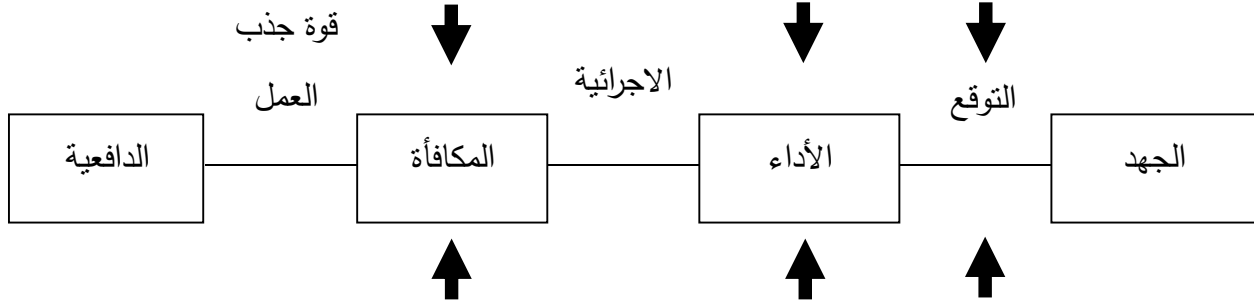 قوة جذب
العمل
الاجرائية
التوقع
الجهد
الأداء
المكافأة
الدافعية